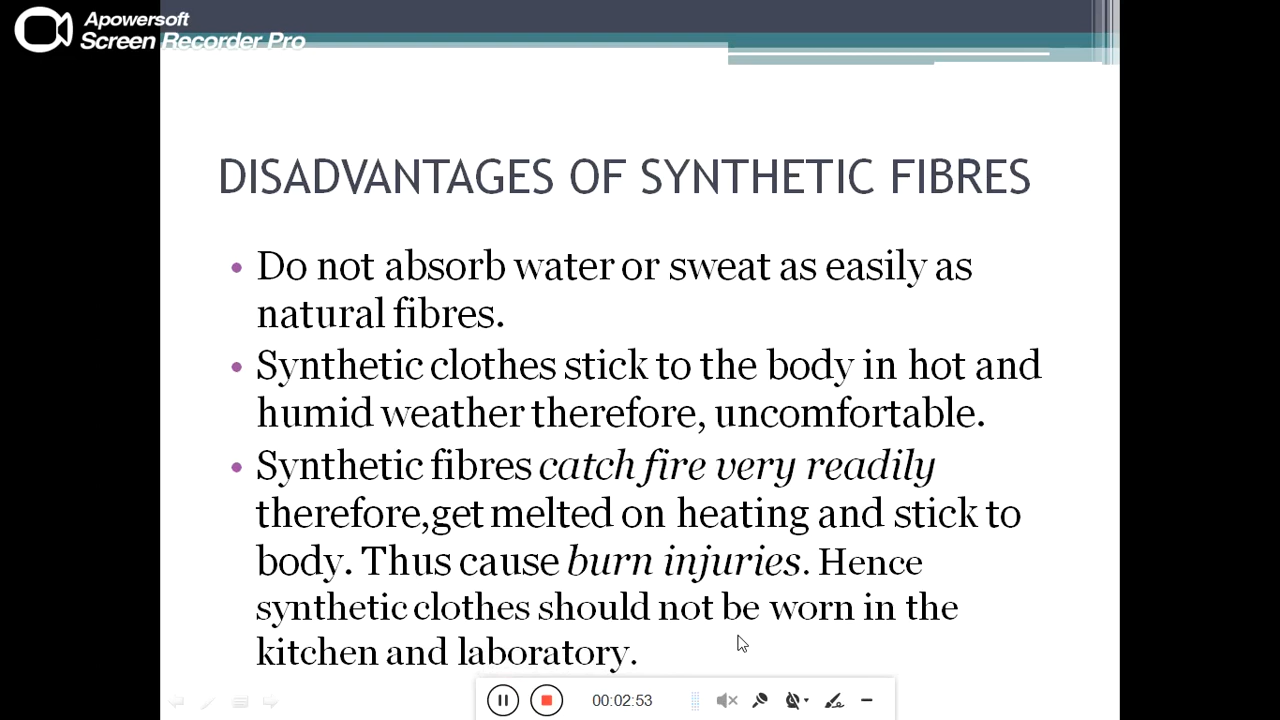 Apowersoft
Screen Recorder Pro
DISADVANTAGES OF SYNTHETIC FIBRES
• Do not absorb water or sweat as easily as
natural fibres.
• Synthetic clothes stick to the body in hot and
humid weather therefore, uncomfortable.
• Synthetic fibres catch fire very readily
therefore,get melted on heating and stick to
body. Thus cause burn injuries. Hence
synthetic clothes should not be worn in the
kitchen and laboratory.
00:02:53